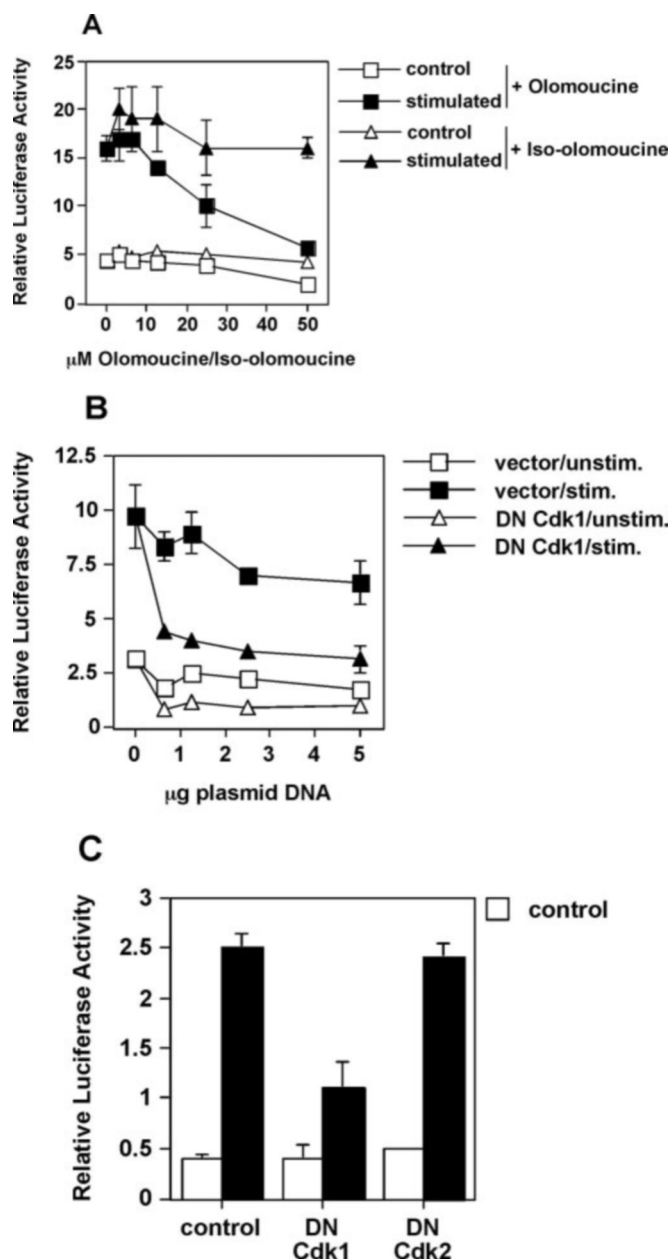 A
Relative Luciferase Activity
25
20
15
10
5
0
0 10 20 30 40 50
μM Olomoucine/Iso-olomoucine
control
stimulated
+ Olomoucine
control
stimulated
+ Iso-olomoucine
B
Relative Luciferase Activity
12.5
10
7.5
5
2.5
0
0 1 2 3 4 5
μg plasmid DNA
vector/unstim.
vector/stim.
DN Cdk1/unstim.
DN Cdk1/stim.
C
Relative Luciferase Activity
3
2.5
2
1.5
1
0.5
0
control
DN
Cdk1
DN
Cdk2
control